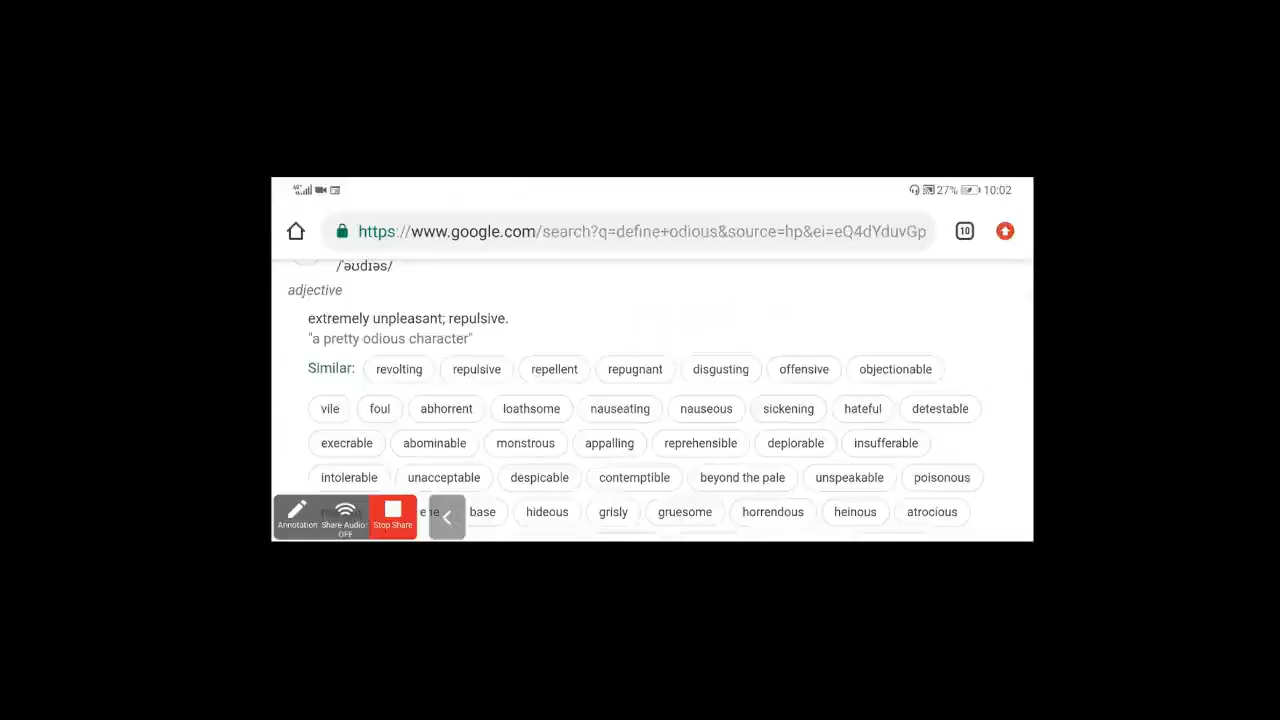 27% 10:02
https://www.google.com/search?q=define+odious&source=hp&ei=eQ4dYduvGp
10
/ˈəʊdɪəs/
adjective
extremely unpleasant; repulsive.
"a pretty odious character"
Similar: revolting repulsive repellent repugnant disgusting offensive objectionable
vile foul abhorrent loathsome nauseating nauseous sickening hateful detestable
execrable abominable monstrous appalling reprehensible deplorable insufferable
intolerable unacceptable despicable contemptible beyond the pale unspeakable poisonous
base hideous grisly gruesome horrendous heinous atrocious
Annotation Share Audio: Stop Share
OFF